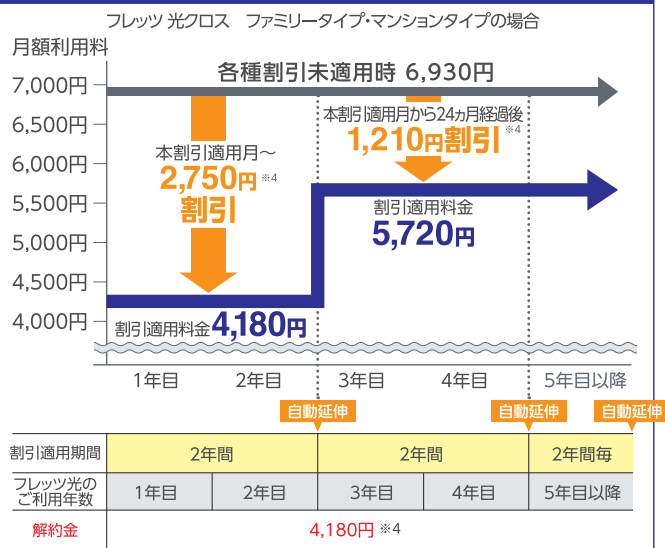 フレッツ 光クロス　ファミリータイプ・マンションタイプの場合
月額利用料
各種割引未適用時 6,930円
7,000円
6,500円
6,000円
5,500円
5,000円
4,500円
4,000円
本割引適用月～
2,750円 ※4
割引
本割引適用月から24ヵ月経過後
1,210円割引 ※4
割引適用料金
5,720円
割引適用料金4,180円
1年目 2年目 3年目 4年目 5年目以降
自動延伸 自動延伸 自動延伸
割引適用期間 2年間 2年間 2年間毎
フレッツ光の
ご利用年数 1年目 2年目 3年目 4年目 5年目以降
解約金 4,180円 ※4